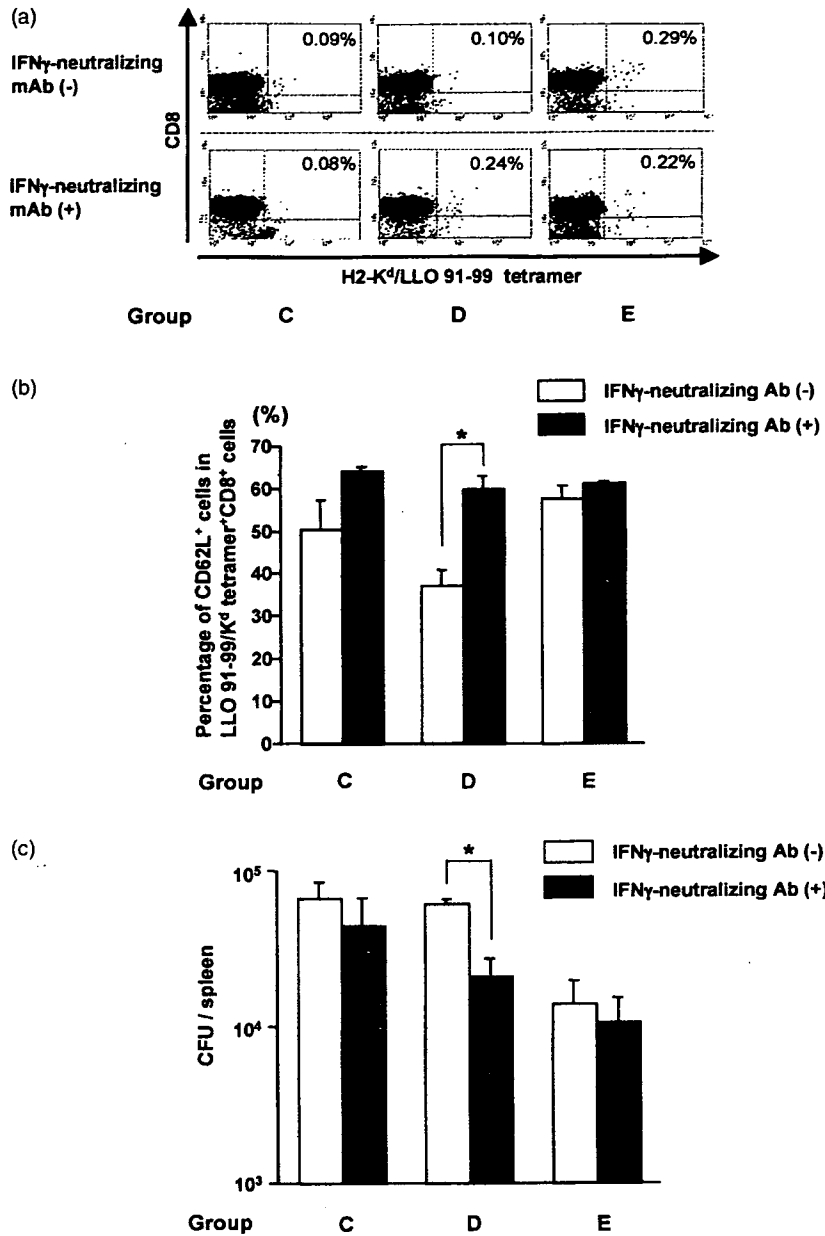 (a)
IFNγ-neutralizing
mAb (-)
0.09%
0.10%
0.29%
CD8
IFNγ-neutralizing
mAb (+)
0.08%
0.24%
0.22%
H2-Kᵈ/LLO 91-99 tetramer
Group C D E
(b)
IFNγ-neutralizing Ab (-)
IFNγ-neutralizing Ab (+)
(%)
Percentage of CD62L⁺ cells in
LLO 91-99/Kᵈ tetramer⁺CD8⁺ cells
70
60
50
40
30
20
10
0
*
Group C D E
(c)
IFNγ-neutralizing Ab (-)
IFNγ-neutralizing Ab (+)
CFU / spleen
10⁵
10⁴
10³
*
Group C D E